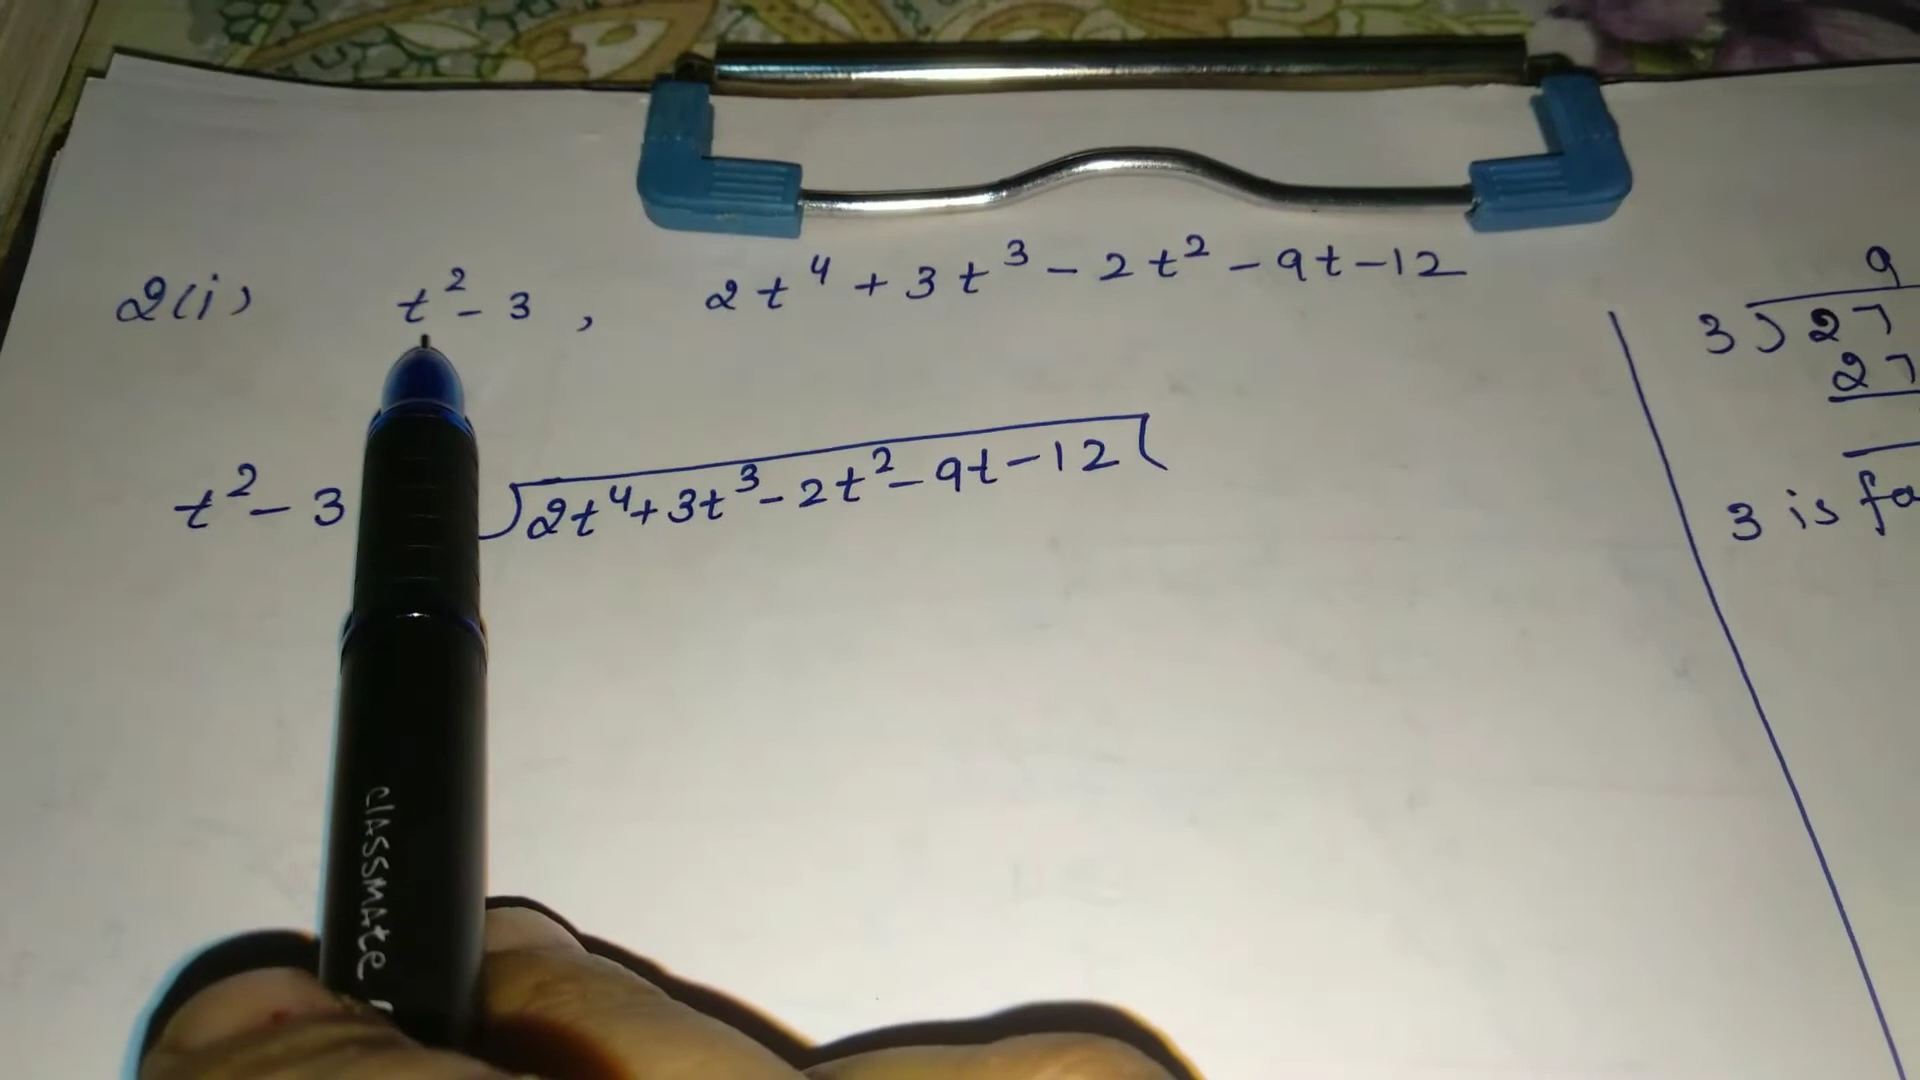 2(i) t² - 3 , 2t⁴ + 3t³ - 2t² - 9t - 12
t² - 3 ) 2t⁴ + 3t³ - 2t² - 9t - 12 (
9
3 ) 27
27
3 is fa
classmate